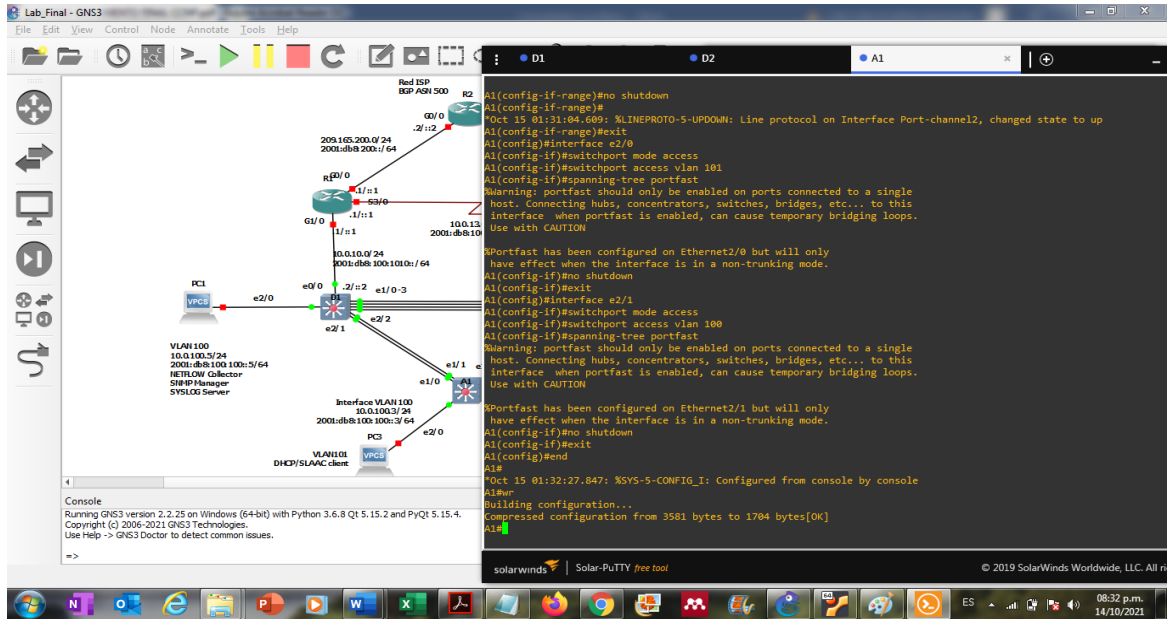 Lab_Final - GNS3
File Edit View Control Node Annotate Tools Help
Red ISP
BGP ASN 500
R2
G0/0
.2/::2
209.165.200.0/24
2001:db8:200::/64
R1
G0/0
.1/::1
S3/0
.1/::1
G1/0
.1/::1
10.0.13
2001:db8:10
10.0.10.0/24
2001:db8:100:1010::/64
PC1
VPCS
e2/0
e0/0
.2/::2
e1/0-3
D1
e2/2
e2/1
VLAN 100
10.0.100.5/24
2001:db8:100:100::5/64
NETFLOW Collector
SNMP Manager
SYSLOG Server
e1/1
e
e1/0
A1
Interface VLAN 100
10.0.100.3/24
2001:db8:100:100::3/64
e2/0
PC3
VPCS
VLAN101
DHCP/SLAAC client
Console
Running GNS3 version 2.2.25 on Windows (64-bit) with Python 3.6.8 Qt 5.15.2 and PyQt 5.15.4.
Copyright (c) 2006-2021 GNS3 Technologies.
Use Help -> GNS3 Doctor to detect common issues.
=>
D1
D2
A1
A1(config-if-range)#no shutdown
A1(config-if-range)#
*Oct 15 01:31:04.609: %LINEPROTO-5-UPDOWN: Line protocol on Interface Port-channel2, changed state to up
A1(config-if-range)#exit
A1(config)#interface e2/0
A1(config-if)#switchport mode access
A1(config-if)#switchport access vlan 101
A1(config-if)#spanning-tree portfast
%Warning: portfast should only be enabled on ports connected to a single
host. Connecting hubs, concentrators, switches, bridges, etc... to this
interface  when portfast is enabled, can cause temporary bridging loops.
Use with CAUTION
%Portfast has been configured on Ethernet2/0 but will only
have effect when the interface is in a non-trunking mode.
A1(config-if)#no shutdown
A1(config-if)#exit
A1(config)#interface e2/1
A1(config-if)#switchport mode access
A1(config-if)#switchport access vlan 100
A1(config-if)#spanning-tree portfast
%Warning: portfast should only be enabled on ports connected to a single
host. Connecting hubs, concentrators, switches, bridges, etc... to this
interface  when portfast is enabled, can cause temporary bridging loops.
Use with CAUTION
%Portfast has been configured on Ethernet2/1 but will only
have effect when the interface is in a non-trunking mode.
A1(config-if)#no shutdown
A1(config-if)#exit
A1(config)#end
A1#
*Oct 15 01:32:27.847: %SYS-5-CONFIG_I: Configured from console by console
A1#wr
Building configuration...
Compressed configuration from 3581 bytes to 1704 bytes[OK]
A1#
solarwinds | Solar-PuTTY free tool
© 2019 SolarWinds Worldwide, LLC. All ri
ES
08:32 p.m.
14/10/2021